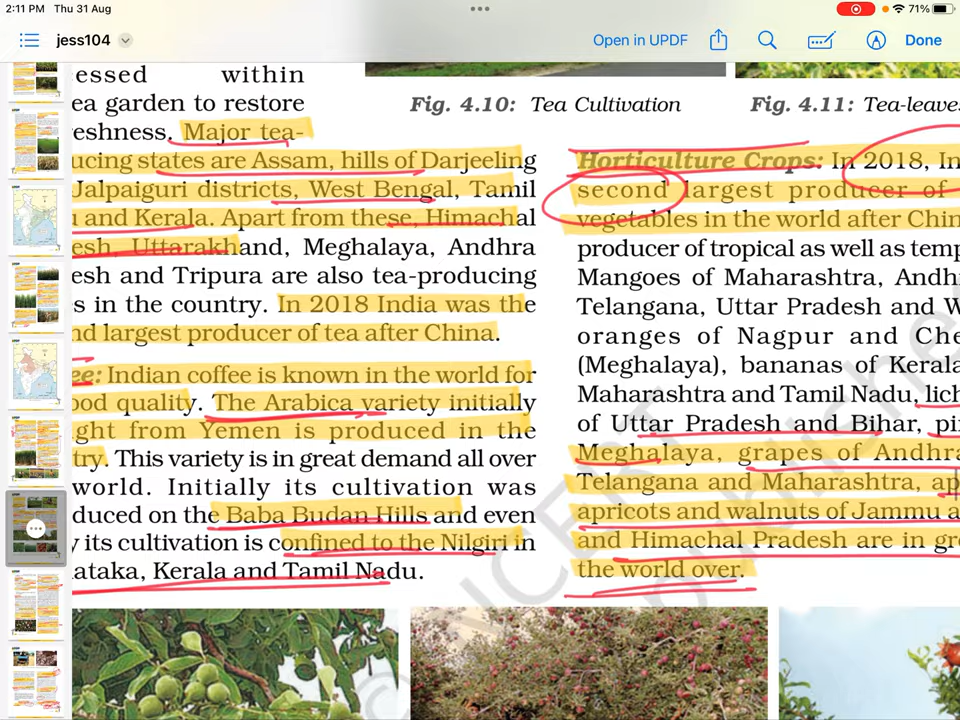 2:11 PM Thu 31 Aug
71%
jess104
Open in UPDF
Done
essed within
ea garden to restore
reshness. Major tea-
ucing states are Assam, hills of Darjeeling
Jalpaiguri districts, West Bengal, Tamil
u and Kerala. Apart from these, Himachal
esh, Uttarakhand, Meghalaya, Andhra
esh and Tripura are also tea-producing
s in the country. In 2018 India was the
nd largest producer of tea after China.
ee: Indian coffee is known in the world for
ood quality. The Arabica variety initially
ght from Yemen is produced in the
try. This variety is in great demand all over
world. Initially its cultivation was
duced on the Baba Budan Hills and even
y its cultivation is confined to the Nilgiri in
ataka, Kerala and Tamil Nadu.
Fig. 4.10: Tea Cultivation
Fig. 4.11: Tea-leaves
Horticulture Crops: In 2018, In
second largest producer of
vegetables in the world after Chin
producer of tropical as well as temp
Mangoes of Maharashtra, Andh
Telangana, Uttar Pradesh and W
oranges of Nagpur and Che
(Meghalaya), bananas of Kerala
Maharashtra and Tamil Nadu, lich
of Uttar Pradesh and Bihar, pi
Meghalaya, grapes of Andhra
Telangana and Maharashtra, ap
apricots and walnuts of Jammu a
and Himachal Pradesh are in gre
the world over.